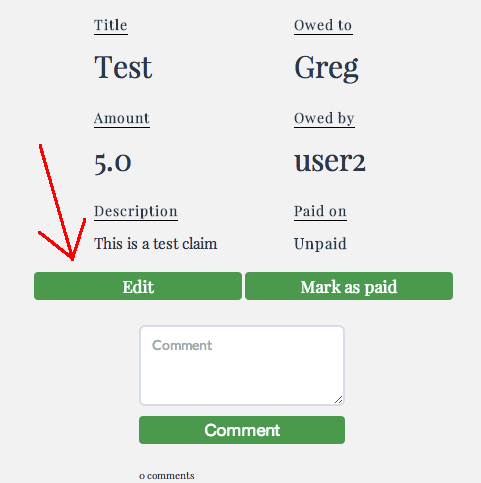 Title
Owed to
Test
Greg
Amount
Owed by
5.0
user2
Description
Paid on
This is a test claim
Unpaid
Edit
Mark as paid
Comment
Comment
0 comments